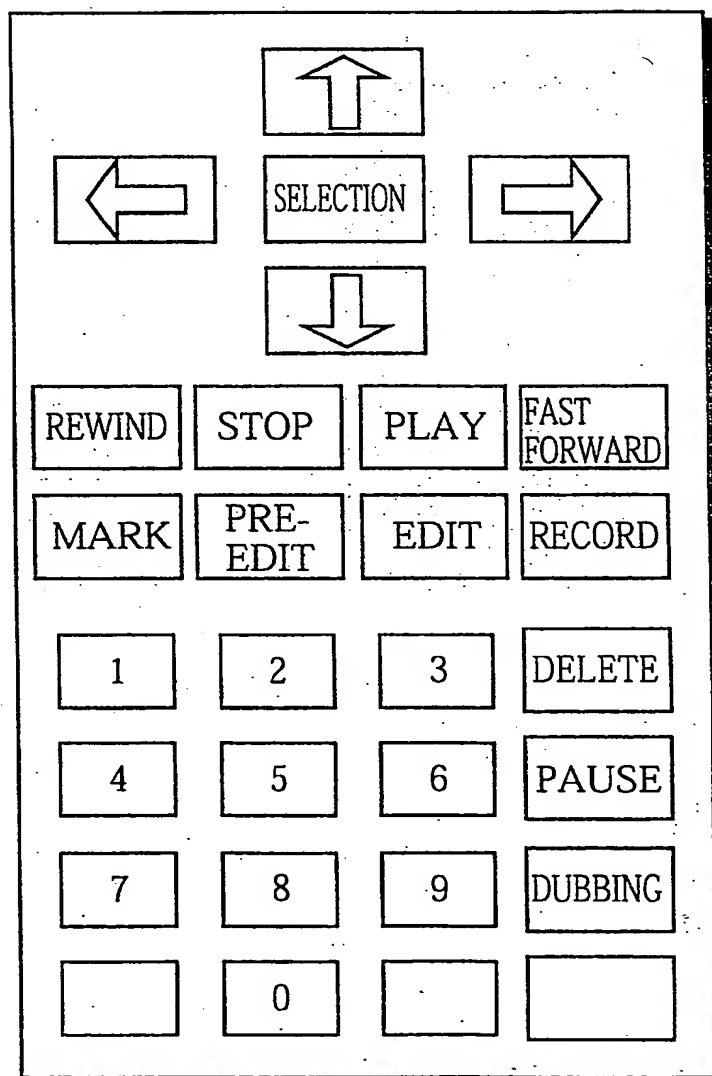 SELECTION
REWIND STOP PLAY FAST
FORWARD
MARK PRE-
EDIT EDIT RECORD
1 2 3 DELETE
4 5 6 PAUSE
7 8 9 DUBBING
0